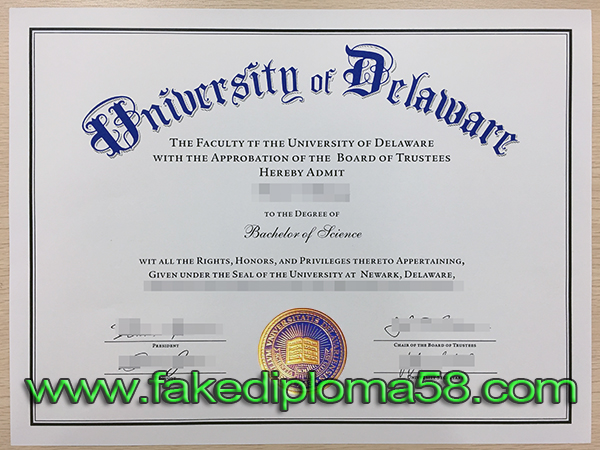 University of Delaware
THE FACULTY TF THE UNIVERSITY OF DELAWARE
WITH THE APPROBATION OF THE BOARD OF TRUSTEES
HEREBY ADMIT
TO THE DEGREE OF
Bachelor of Science
WIT ALL THE RIGHTS, HONORS, AND PRIVILEGES THERETO APPERTAINING,
GIVEN UNDER THE SEAL OF THE UNIVERSITY AT NEWARK, DELAWARE,
PRESIDENT
CHAIR OF THE BOARD OF TRUSTEES
www.fakediploma58.com